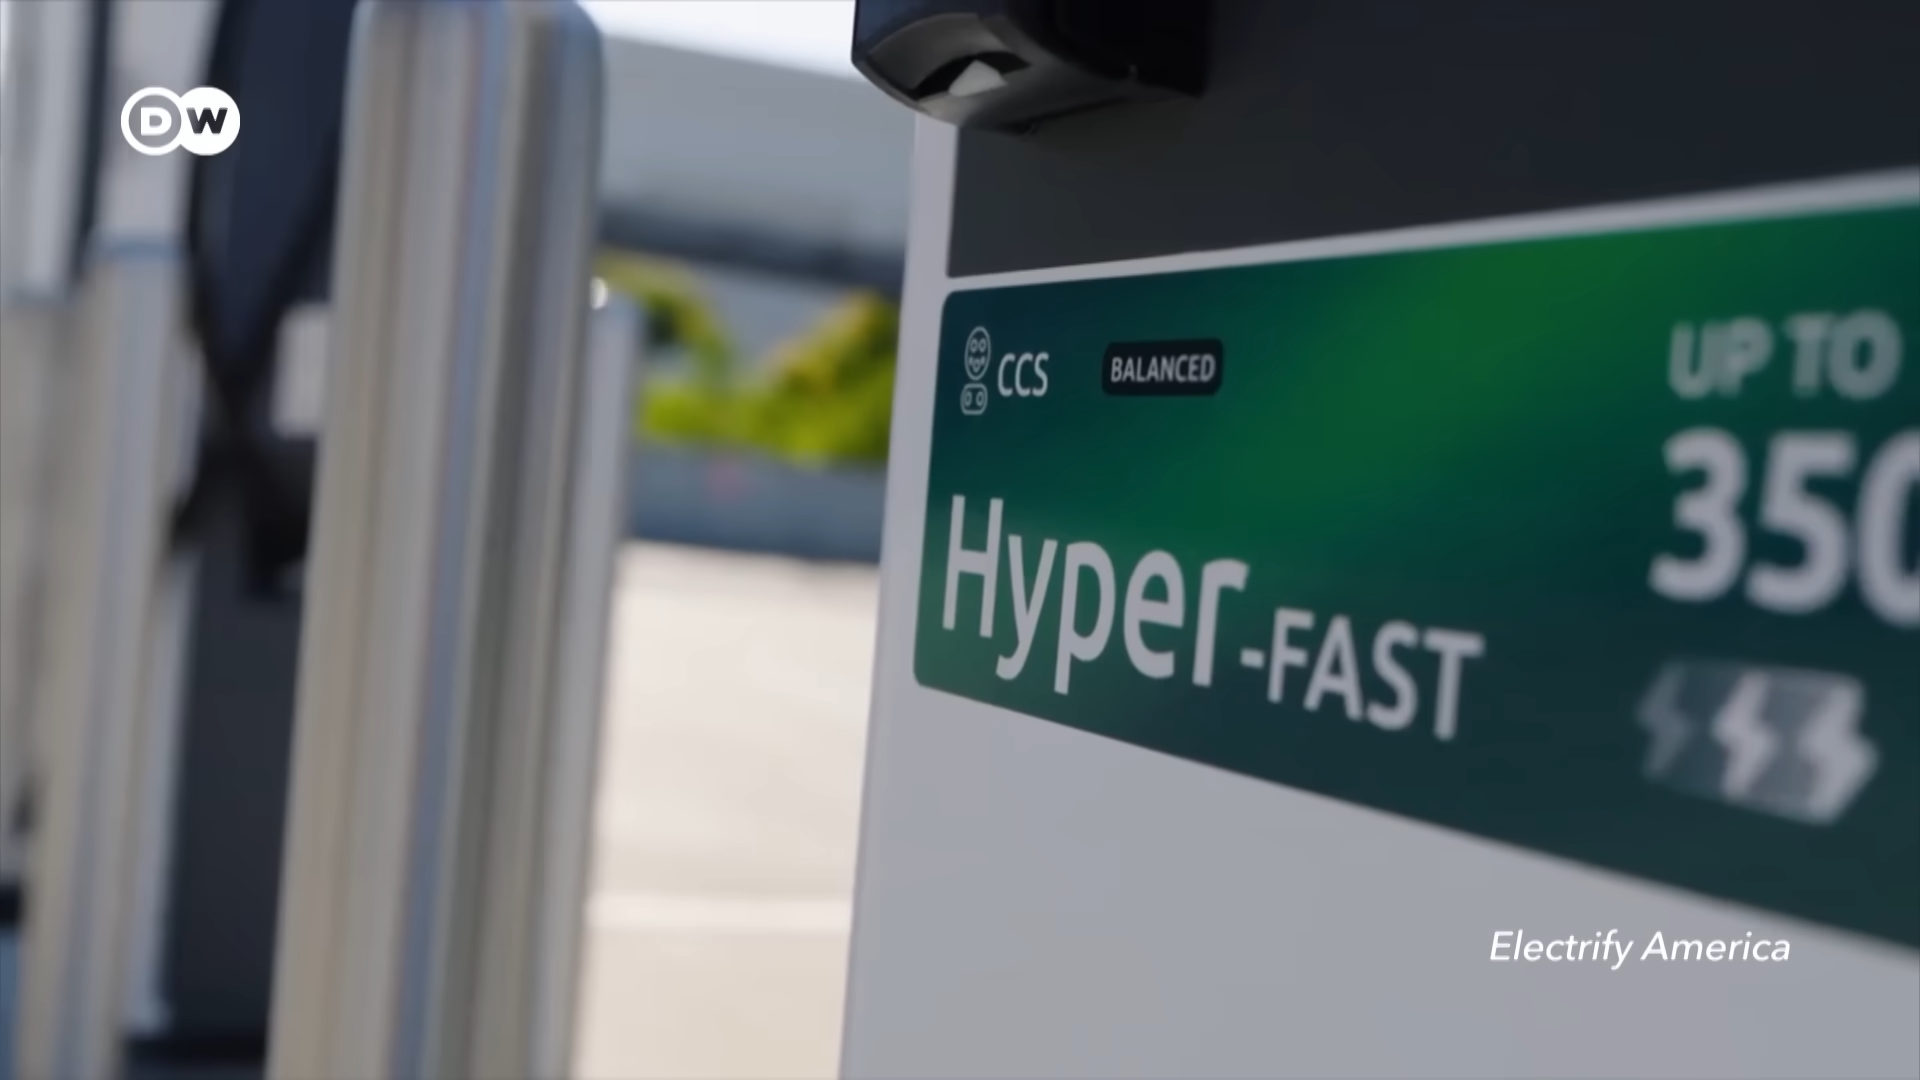 DW
CCS
BALANCED
Hyper-FAST
UP TO
350
Electrify America